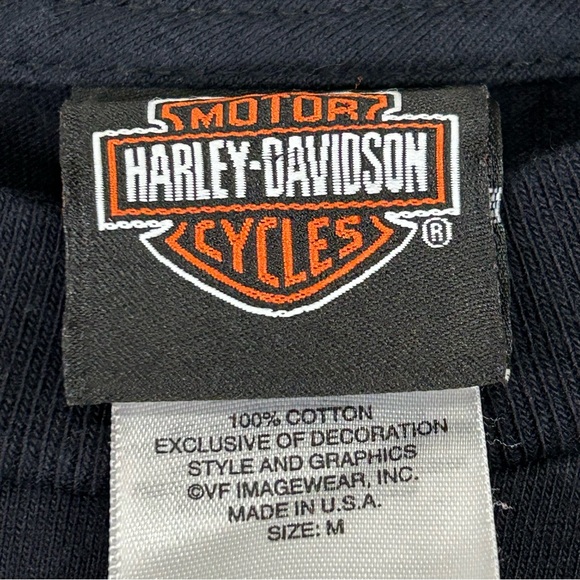 MOTOR
HARLEY-DAVIDSON
CYCLES
®
100% COTTON
EXCLUSIVE OF DECORATION
STYLE AND GRAPHICS
©VF IMAGEWEAR, INC.
MADE IN U.S.A.
SIZE: M